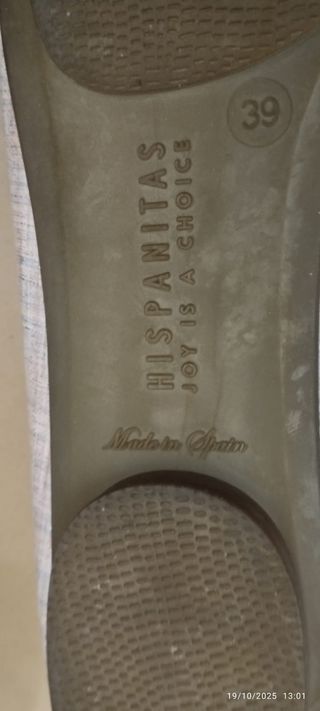 39
HISPANITAS
JOY IS A CHOICE
Made in Spain
19/10/2025 13:01